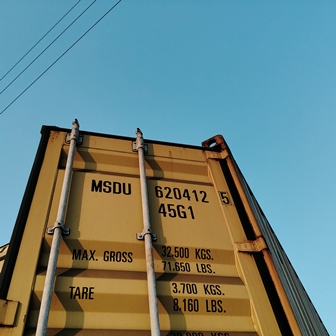 MSDU 620412 5
45G1
MAX. GROSS 32.500 KGS.
71.650 LBS.
TARE 3.700 KGS.
8.160 LBS.